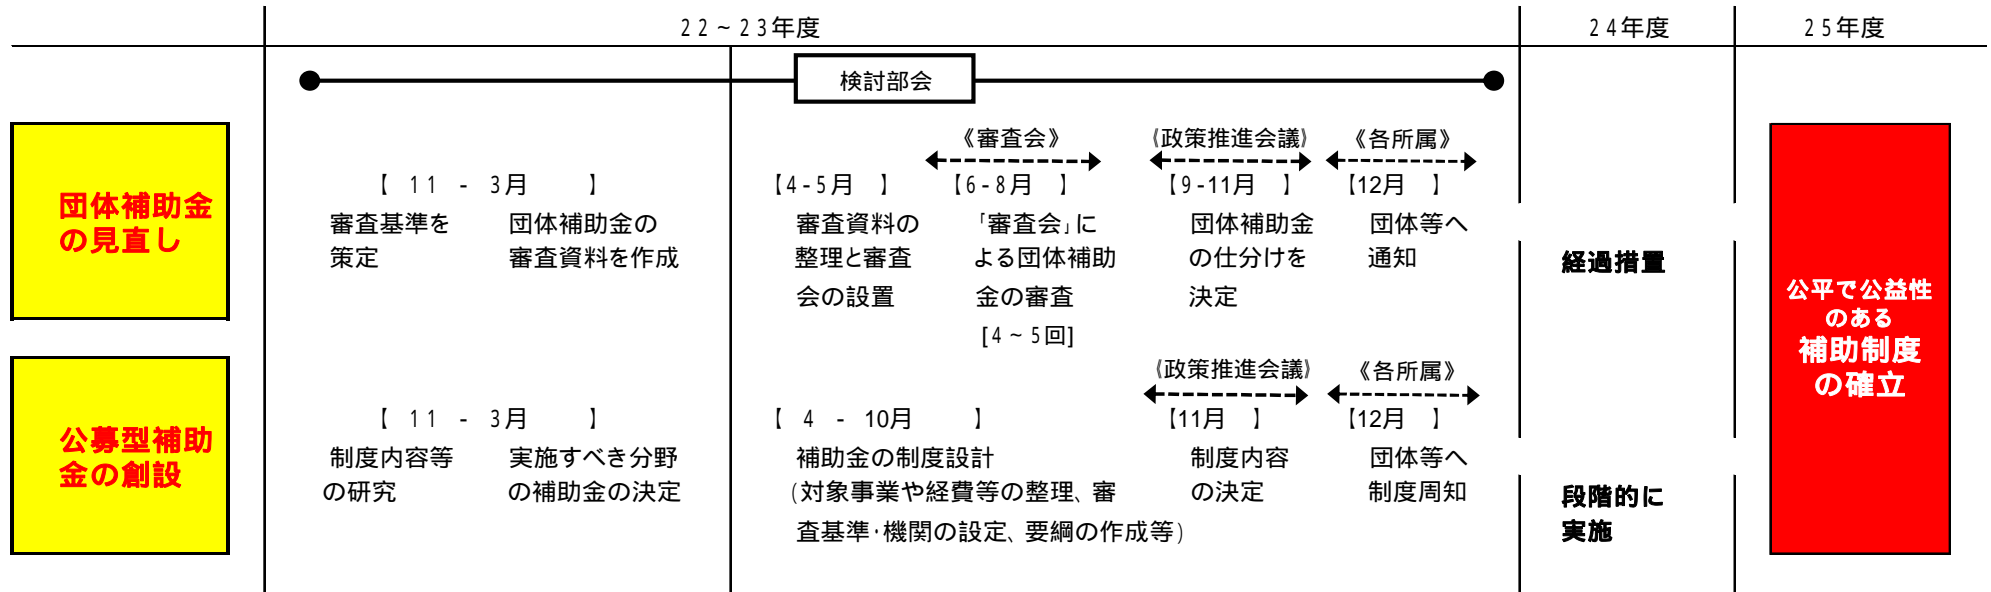 22~23年度
24年度
25年度
検討部会
団体補助金
の見直し
《審査会》
《政策推進会議》
《各所属》
【 11 - 3月 】
【4-5月 】
【6-8月 】
【9-11月 】
【12月 】
審査基準を
策定
団体補助金の
審査資料を作成
審査資料の
整理と審査
会の設置
「審査会」に
よる団体補助
金の審査
[4~5回]
団体補助金
の仕分けを
決定
団体等へ
通知
経過措置
公募型補助
金の創設
《政策推進会議》
《各所属》
【 11 - 3月 】
【 4 - 10月 】
【11月 】
【12月 】
制度内容等
の研究
実施すべき分野
の補助金の決定
補助金の制度設計
(対象事業や経費等の整理、審
査基準・機関の設定、要綱の作成等)
制度内容
の決定
団体等へ
制度周知
段階的に
実施
公平で公益性
のある
補助制度
の確立